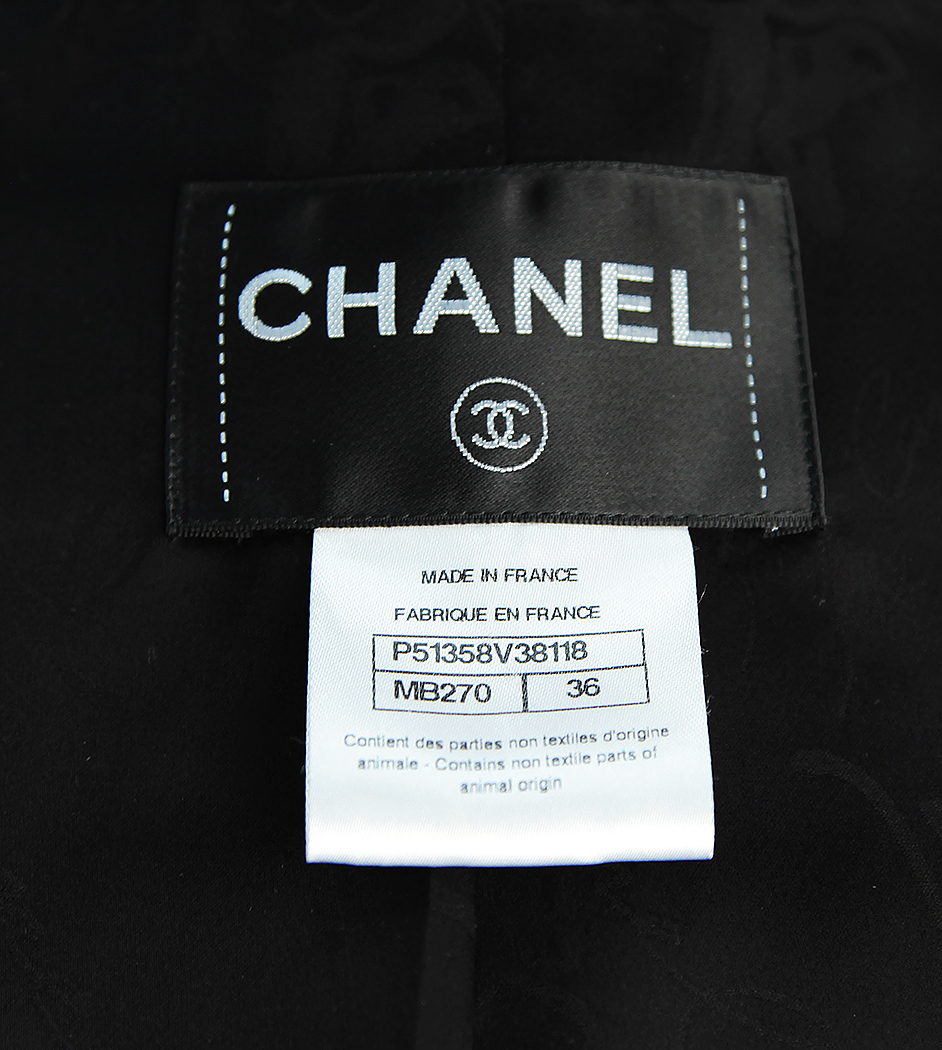 CHANEL
MADE IN FRANCE
FABRIQUE EN FRANCE
P51358V38118
MB270 36
Contient des parties non textiles d'origine
animale - Contains non textile parts of
animal origin